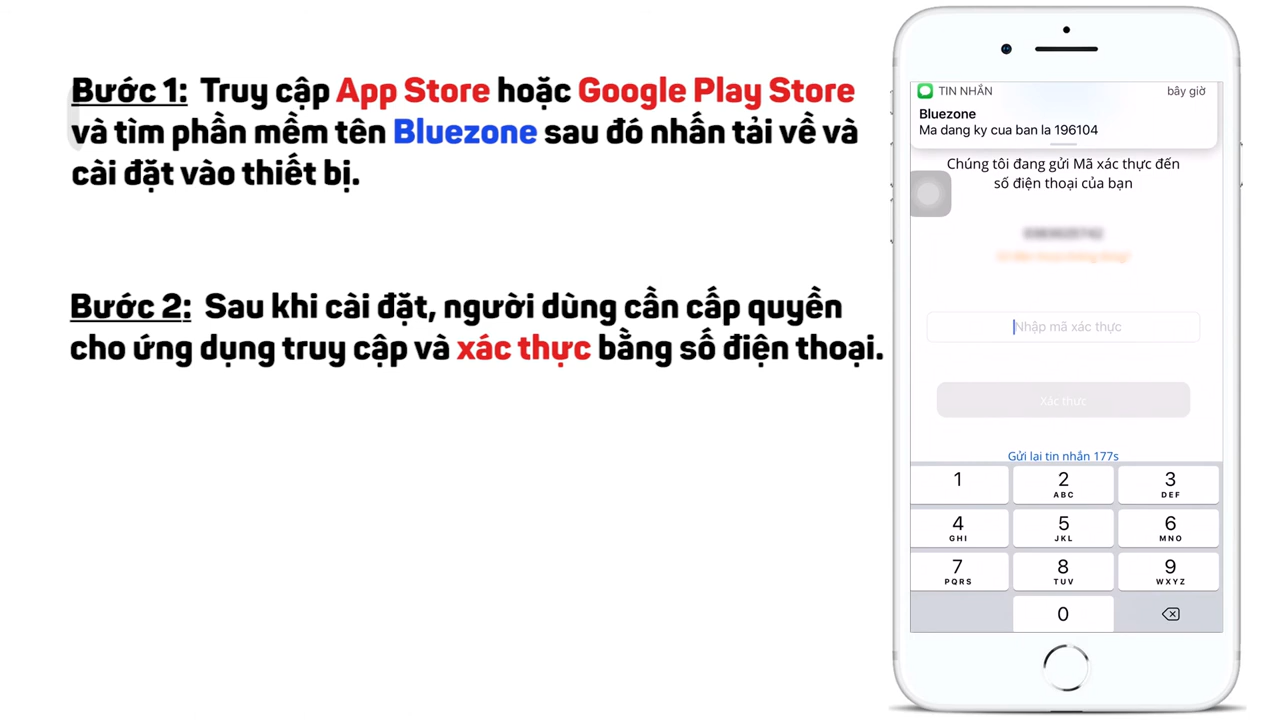 Bước 1: Truy cập App Store hoặc Google Play Store
và tìm phần mềm tên Bluezone sau đó nhấn tải về và
cài đặt vào thiết bị.
Bước 2: Sau khi cài đặt, người dùng cần cấp quyền
cho ứng dụng truy cập và xác thực bằng số điện thoại.
TIN NHẮN bây giờ
Bluezone
Ma dang ky cua ban la 196104
Chúng tôi đang gửi Mã xác thực đến
số điện thoại của bạn
Nhập mã xác thực
Xác thực
Gửi lại tin nhắn 177s
1 2 3
ABC DEF
4 5 6
GHI JKL MNO
7 8 9
PQRS TUV WXYZ
0